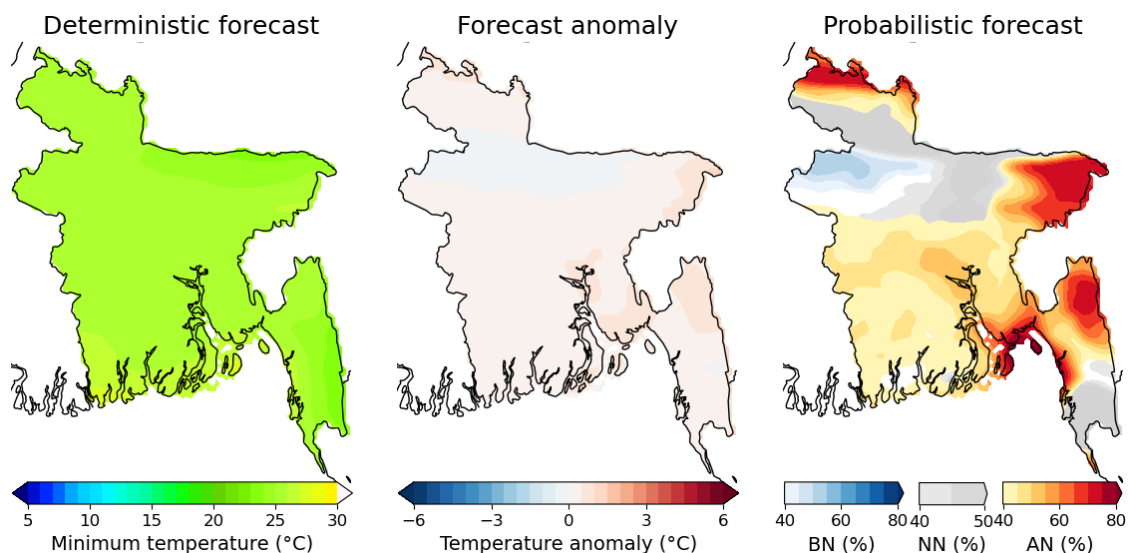 Deterministic forecast
Forecast anomaly
Probabilistic forecast
5 10 15 20 25 30
Minimum temperature (°C)
−6 −3 0 3 6
Temperature anomaly (°C)
40 60 80
BN (%)
40 50
NN (%)
40 60 80
AN (%)